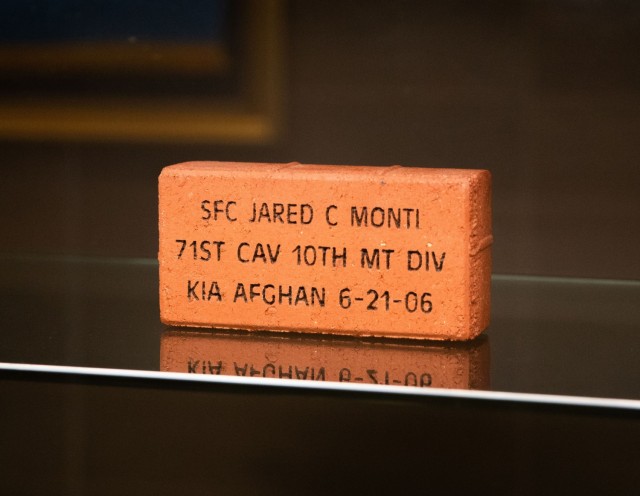 SFC JARED C MONTI
71ST CAV 10TH MT DIV
KIA AFGHAN 6-21-06